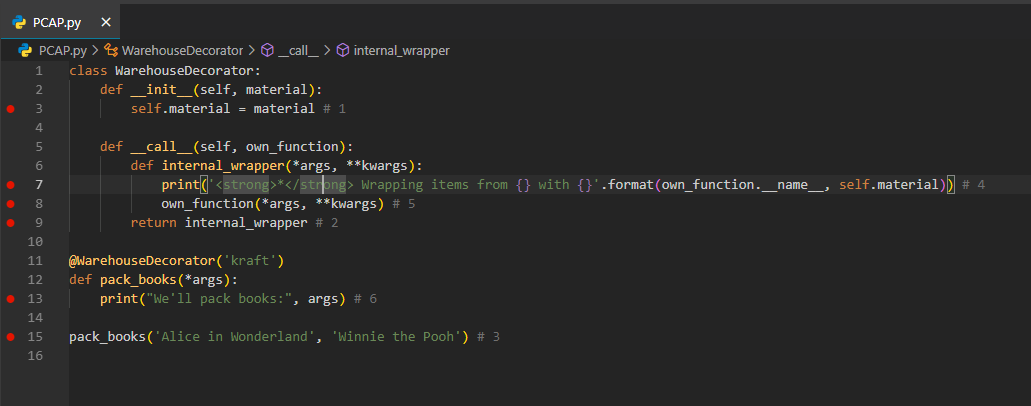 PCAP.py
PCAP.py > WarehouseDecorator > __call__ > internal_wrapper
1 class WarehouseDecorator:
2     def __init__(self, material):
3         self.material = material # 1
4
5     def __call__(self, own_function):
6         def internal_wrapper(*args, **kwargs):
7             print('<strong>*</strong> Wrapping items from {} with {}'.format(own_function.__name__, self.material)) # 4
8             own_function(*args, **kwargs) # 5
9         return internal_wrapper # 2
10
11 @WarehouseDecorator('kraft')
12 def pack_books(*args):
13     print("We'll pack books:", args) # 6
14
15 pack_books('Alice in Wonderland', 'Winnie the Pooh') # 3
16